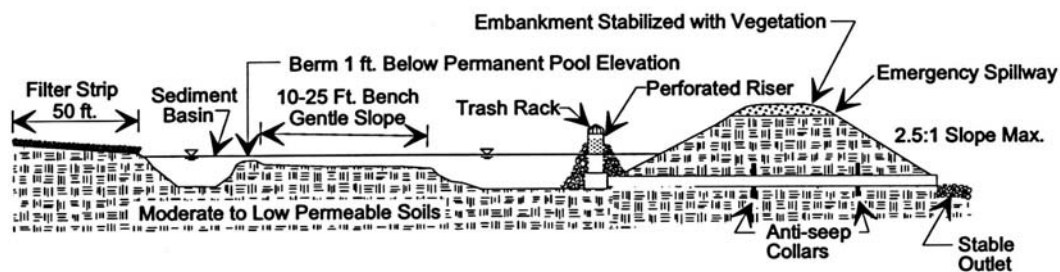 Embankment Stabilized with Vegetation
Berm 1 ft. Below Permanent Pool Elevation
Emergency Spillway
Filter Strip
50 ft.
Sediment
Basin
10-25 Ft. Bench
Gentle Slope
Trash Rack
Perforated Riser
2.5:1 Slope Max.
Moderate to Low Permeable Soils
Anti-seep
Collars
Stable
Outlet